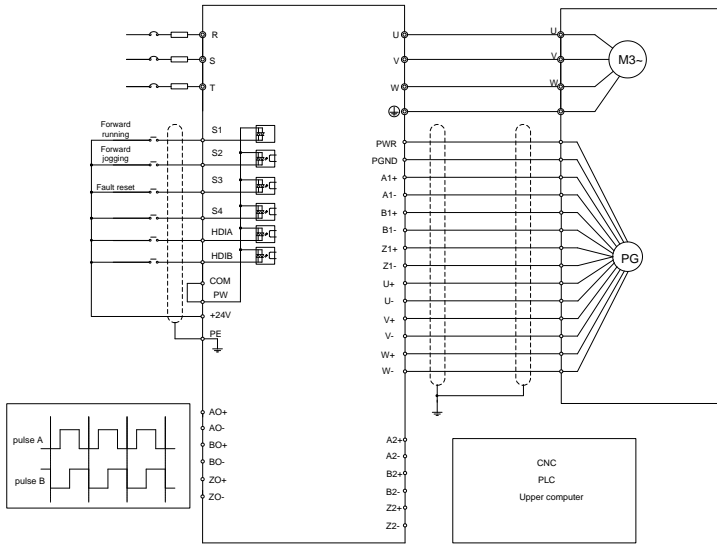 R
S
T
U
V
W
U
V
W
M3~
Forward
running
Forward
jogging
Fault reset
S1
S2
S3
S4
HDIA
HDIB
COM
PW
+24V
PE
PWR
PGND
A1+
A1-
B1+
B1-
Z1+
Z1-
U+
U-
V+
V-
W+
W-
PG
pulse A
pulse B
AO+
AO-
BO+
BO-
ZO+
ZO-
A2+
A2-
B2+
B2-
Z2+
Z2-
CNC
PLC
Upper computer